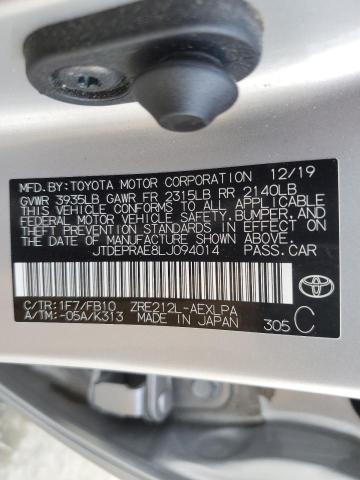 MFD.BY:TOYOTA MOTOR CORPORATION 12/19
GVWR 3935LB GAWR FR 2315LB RR 2140LB
THIS VEHICLE CONFORMS TO ALL APPLICABLE
FEDERAL MOTOR VEHICLE SAFETY, BUMPER, AND
THEFT PREVENTION STANDARDS IN EFFECT ON
THE DATE OF MANUFACTURE SHOWN ABOVE.
JTDEPRAE8LJ094014 PASS.CAR
C/TR:1F7/FB10 ZRE212L-AEXLPA
A/TM:-05A/K313 MADE IN JAPAN 305 C
TOYOTA